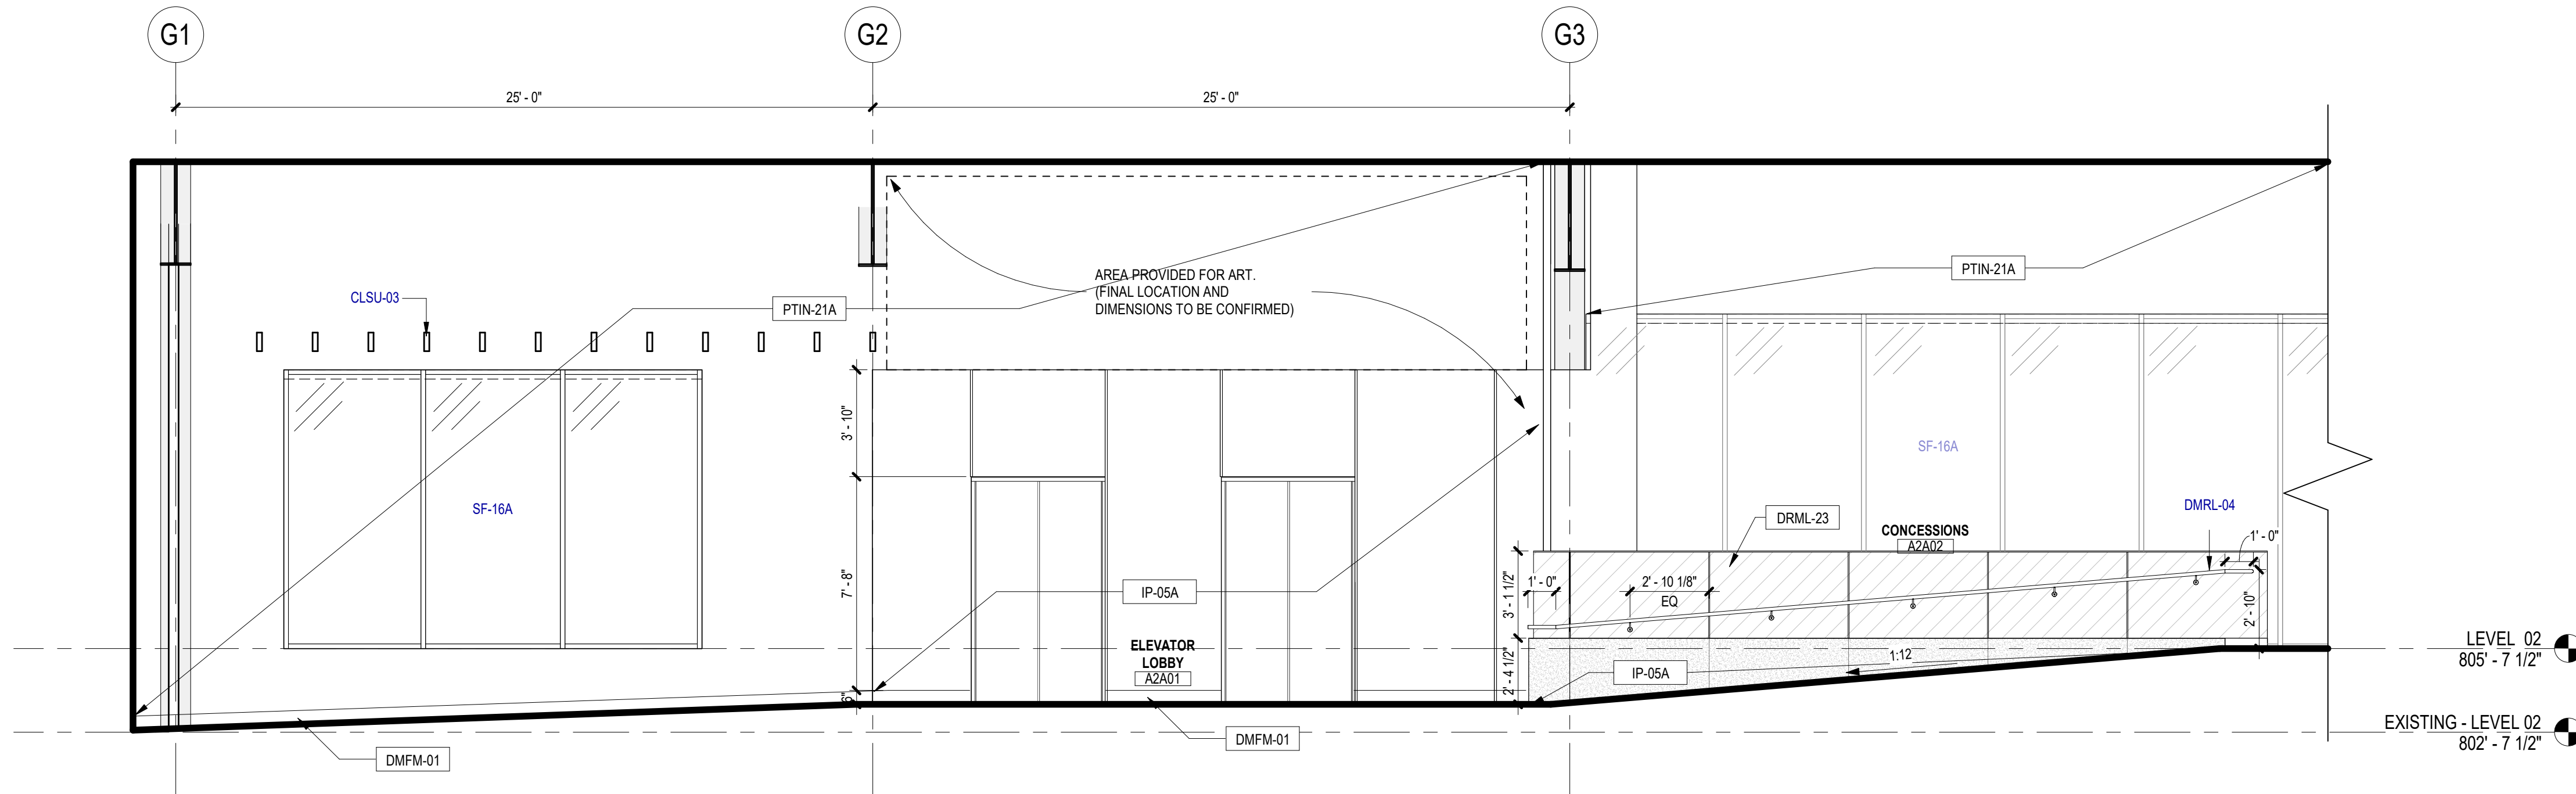 G1
G2
G3
25' - 0"
25' - 0"
CLSU-03
PTIN-21A
AREA PROVIDED FOR ART.
(FINAL LOCATION AND
DIMENSIONS TO BE CONFIRMED)
PTIN-21A
3' - 10"
SF-16A
SF-16A
DMRL-04
DRML-23
CONCESSIONS
A2A02
1' - 0"
7' - 8"
IP-05A
1' - 0"
3' - 1 1/2"
2' - 10 1/8"
EQ
2' - 10"
ELEVATOR
LOBBY
A2A01
2' - 4 1/2"
IP-05A
1:12
6"
LEVEL 02
805' - 7 1/2"
EXISTING - LEVEL 02
802' - 7 1/2"
DMFM-01
DMFM-01